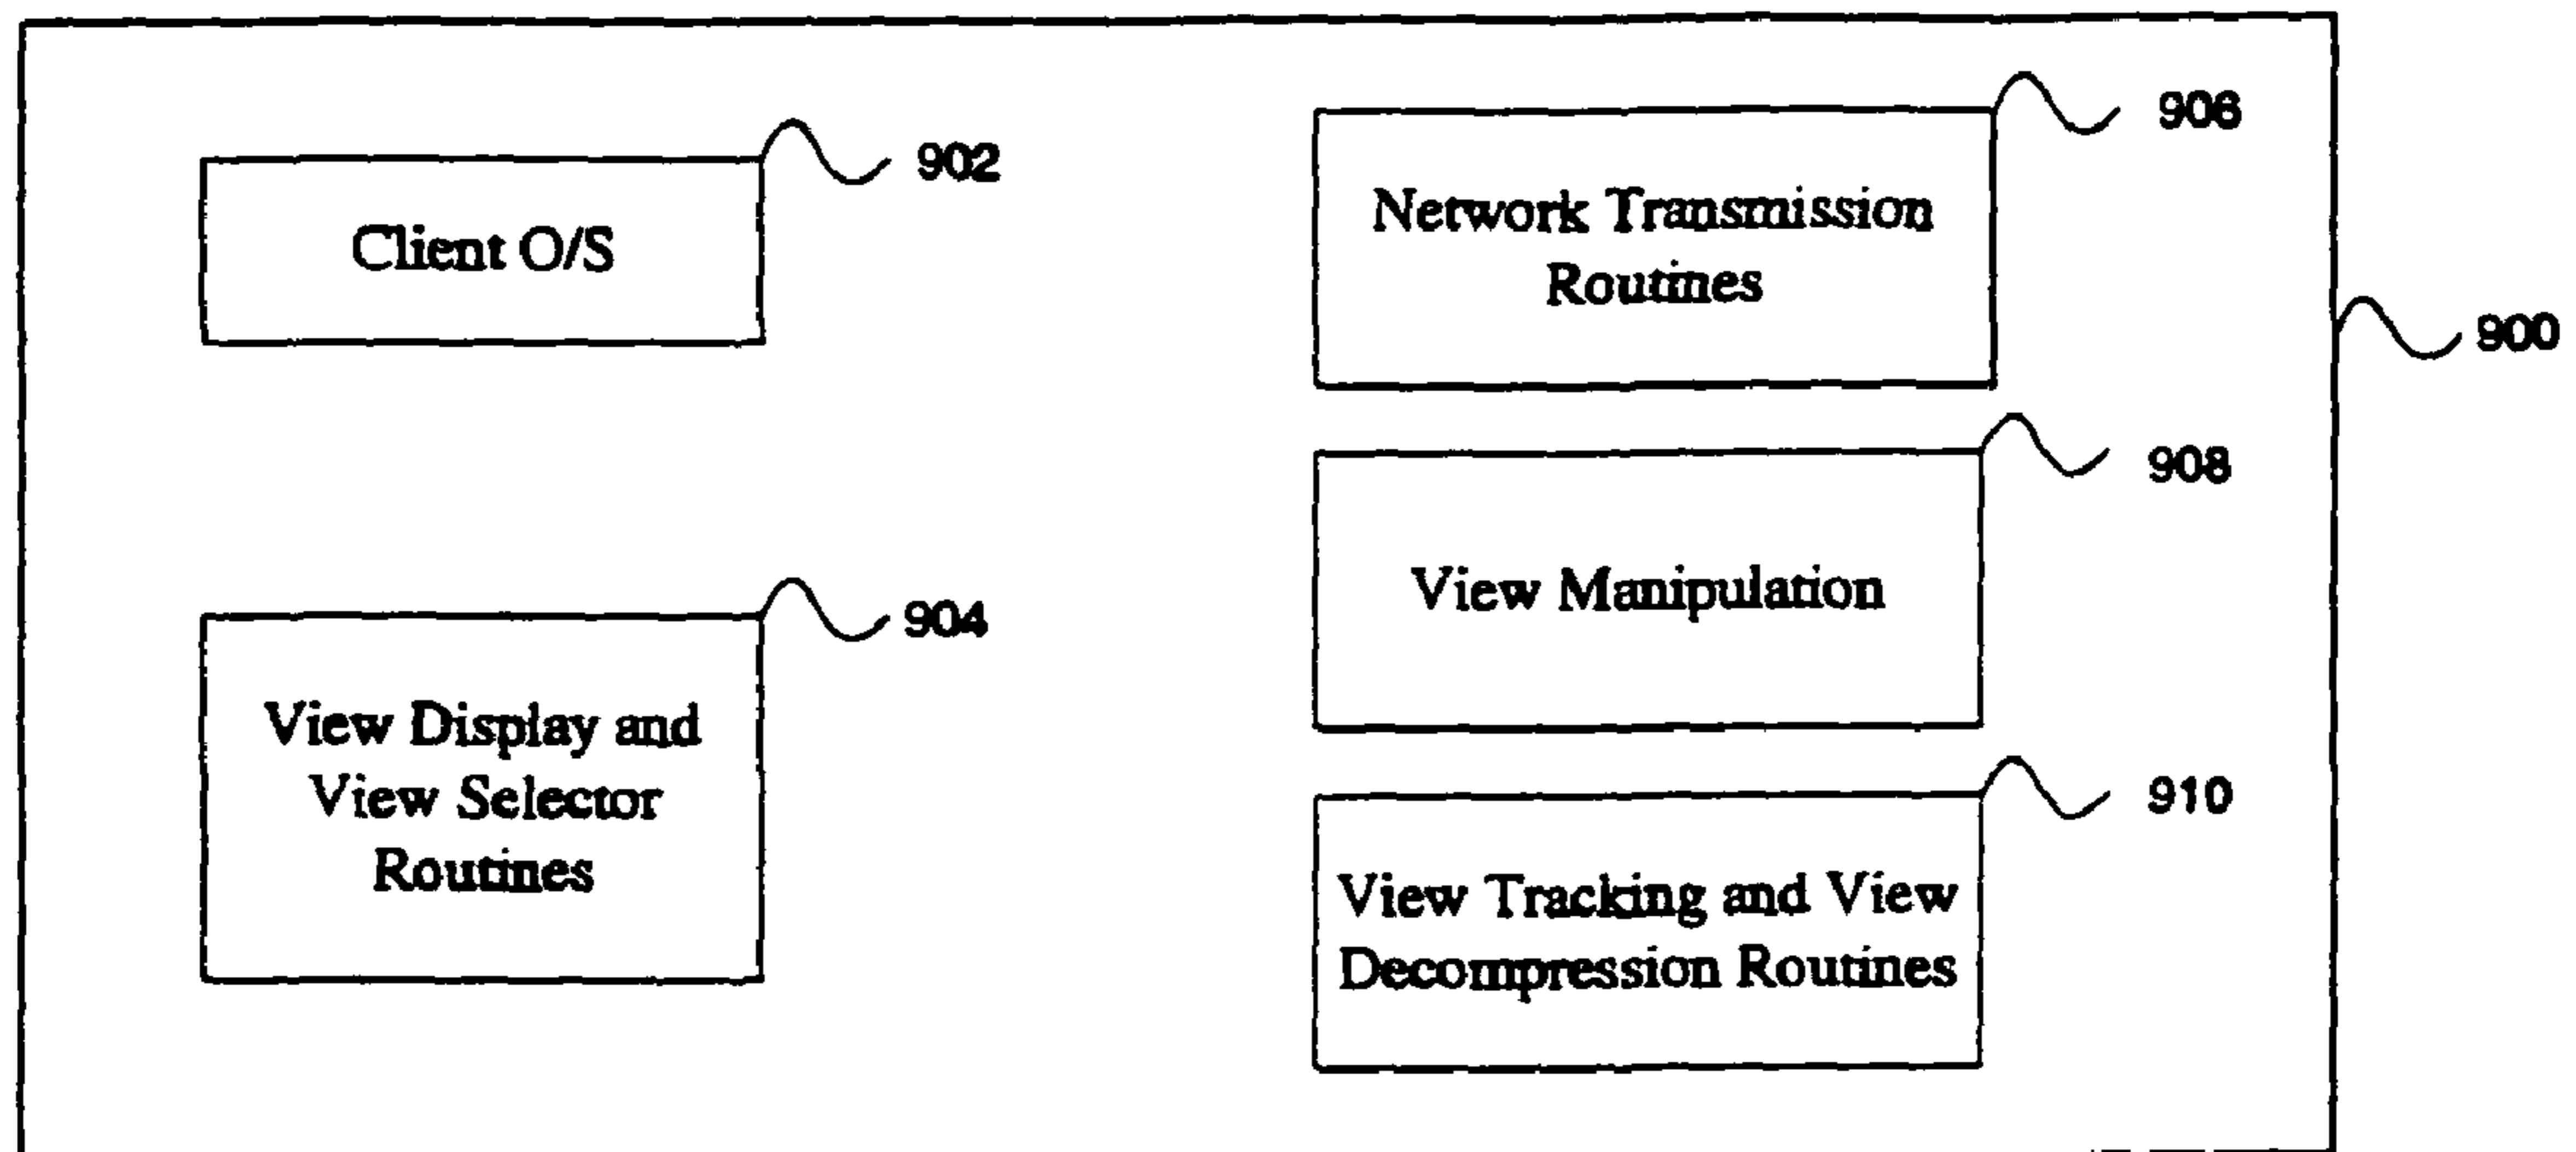 902
Client O/S
904
View Display and
View Selector
Routines
906
Network Transmission
Routines
908
View Manipulation
910
View Tracking and View
Decompression Routines
900